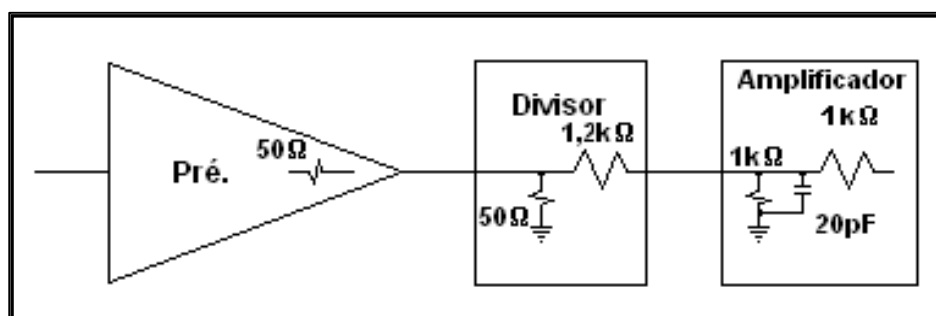 Pré.
50Ω
Divisor
1,2kΩ
50Ω
Amplificador
1kΩ
1kΩ
20pF